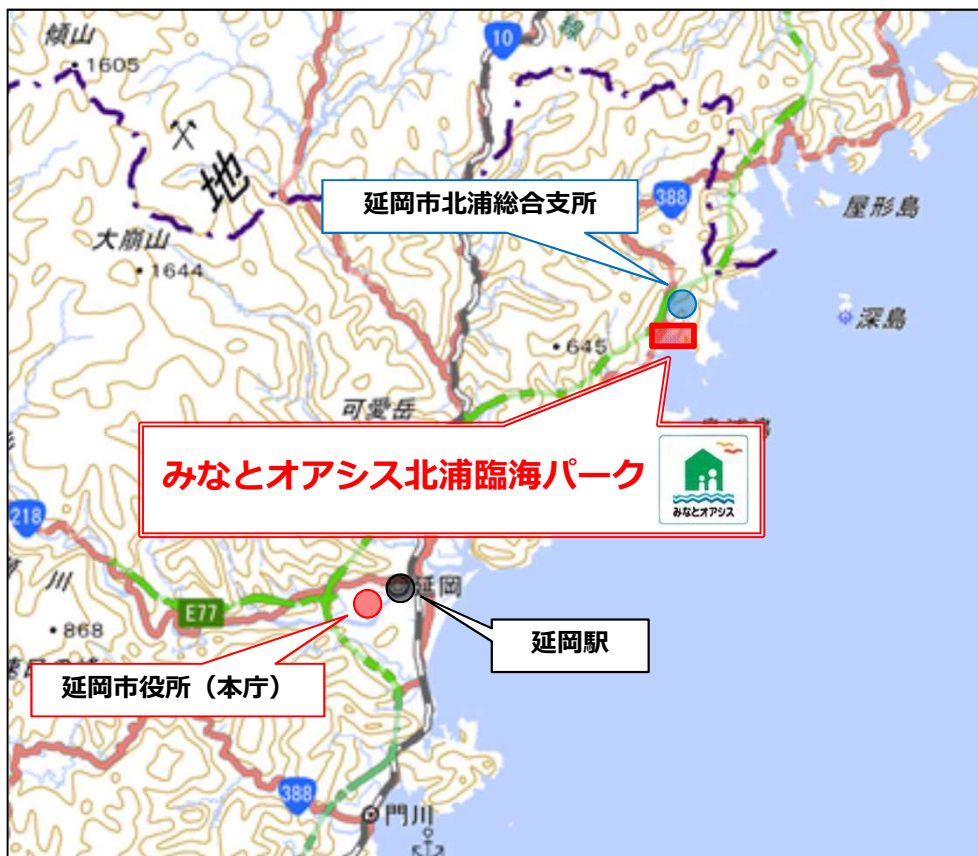 傾山
1605
10
地
延岡市北浦総合支所
388
屋形島
大崩山
1644
深島
645
可愛岳
みなとオアシス北浦臨海パーク
みなとオアシス
218
川
延岡
E77
868
延岡駅
延岡市役所（本庁）
388
門川